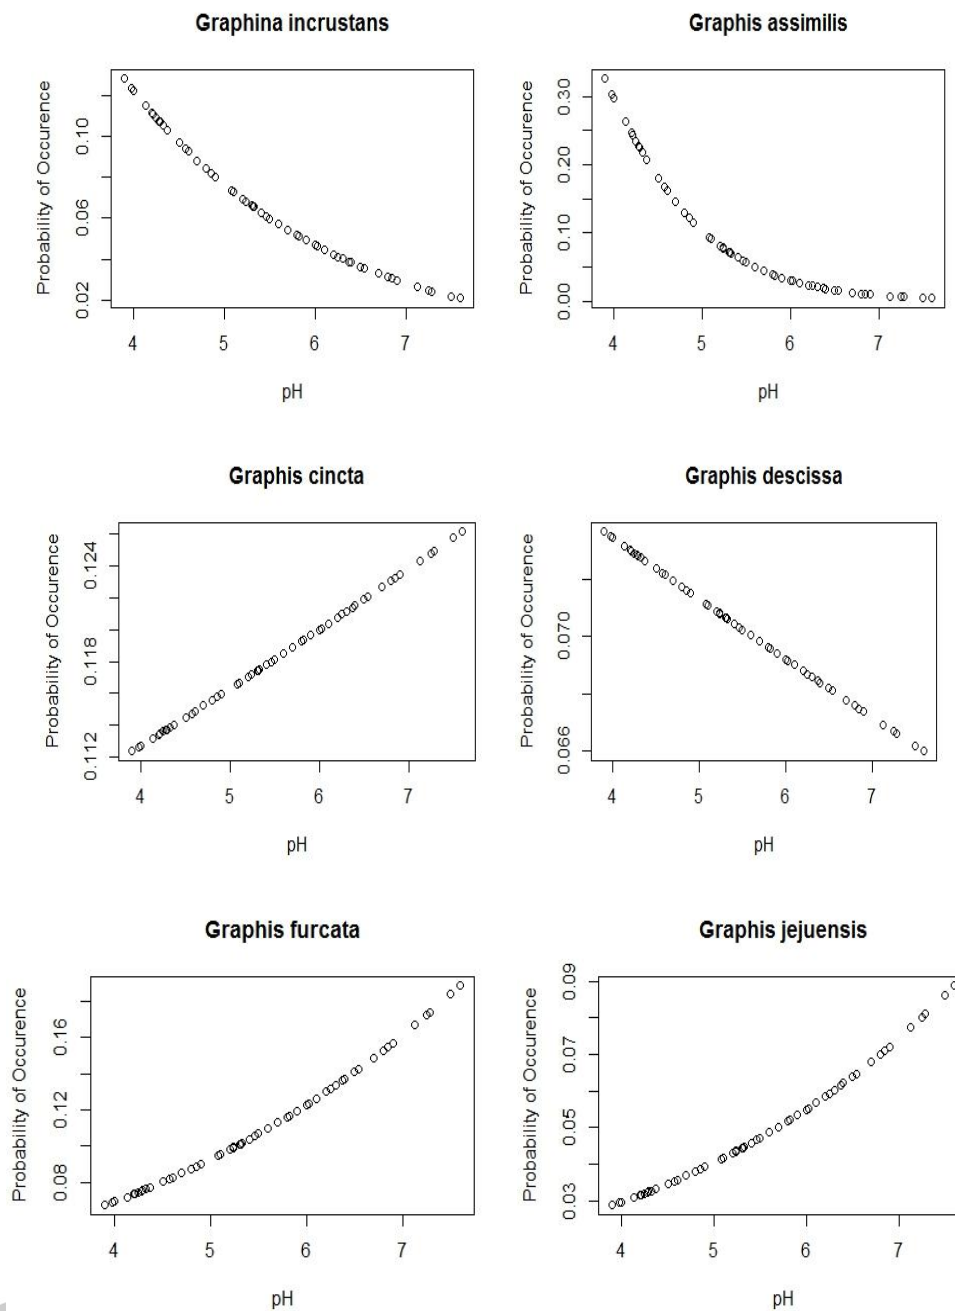 Graphina incrustans
Graphis assimilis
Probability of Occurence
0.02 0.06 0.10
4 5 6 7
pH
Probability of Occurence
0.00 0.10 0.20 0.30
4 5 6 7
pH
Graphis cincta
Graphis descissa
Probability of Occurence
0.112 0.118 0.124
4 5 6 7
pH
Probability of Occurence
0.066 0.070
4 5 6 7
pH
Graphis furcata
Graphis jejuensis
Probability of Occurence
0.08 0.12 0.16
4 5 6 7
pH
Probability of Occurence
0.03 0.05 0.07 0.09
4 5 6 7
pH